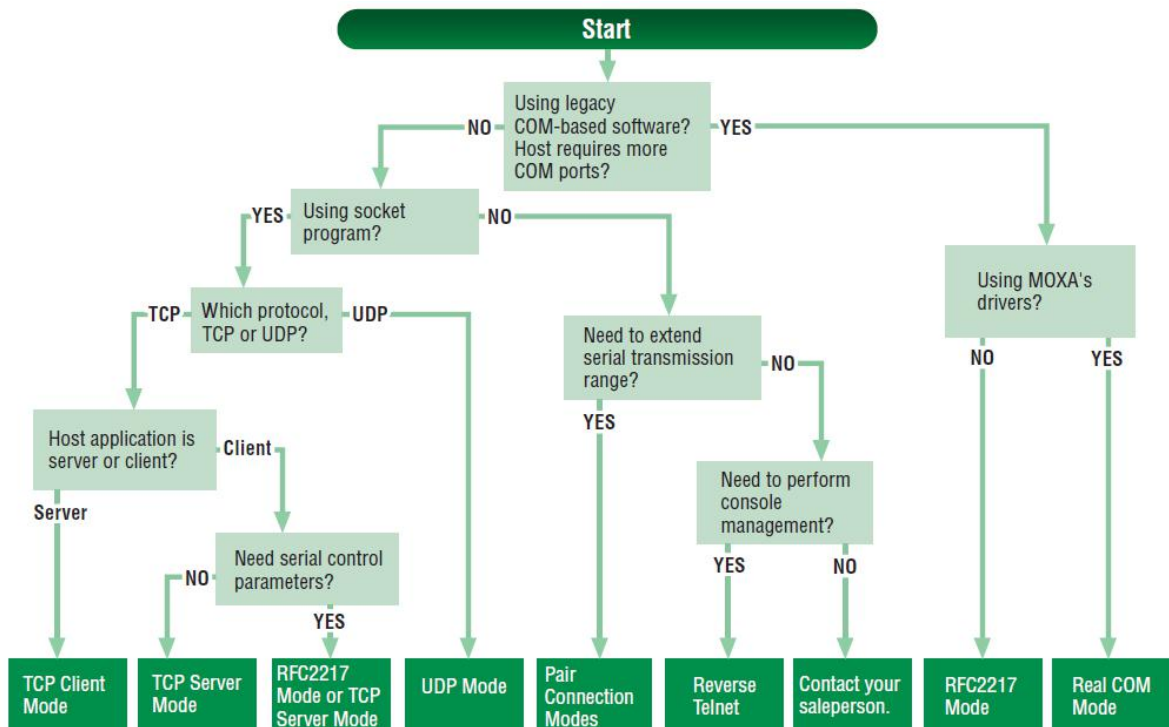 Start
Using legacy
COM-based software?
Host requires more
COM ports?
NO
YES
Using socket
program?
YES
NO
Using MOXA's
drivers?
Which protocol,
TCP or UDP?
TCP
UDP
Need to extend
serial transmission
range?
NO
YES
NO
YES
Host application is
server or client?
Client
Server
Need to perform
console
management?
YES
NO
Need serial control
parameters?
NO
YES
TCP Client
Mode
TCP Server
Mode
RFC2217
Mode or TCP
Server Mode
UDP Mode
Pair
Connection
Modes
Reverse
Telnet
Contact your
saleperson.
RFC2217
Mode
Real COM
Mode